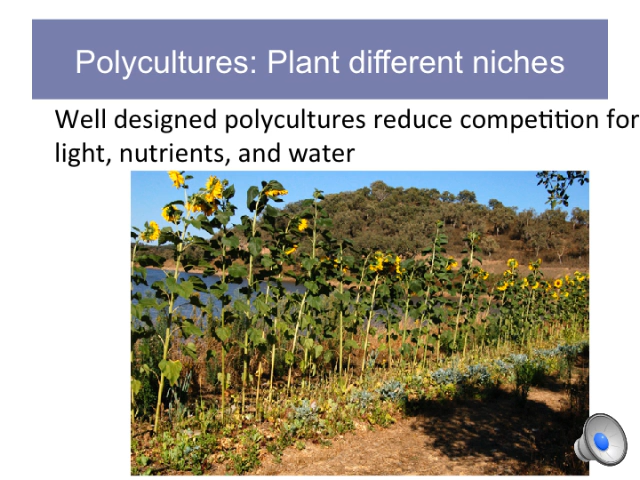 Polycultures: Plant different niches
Well designed polycultures reduce competition for
light, nutrients, and water